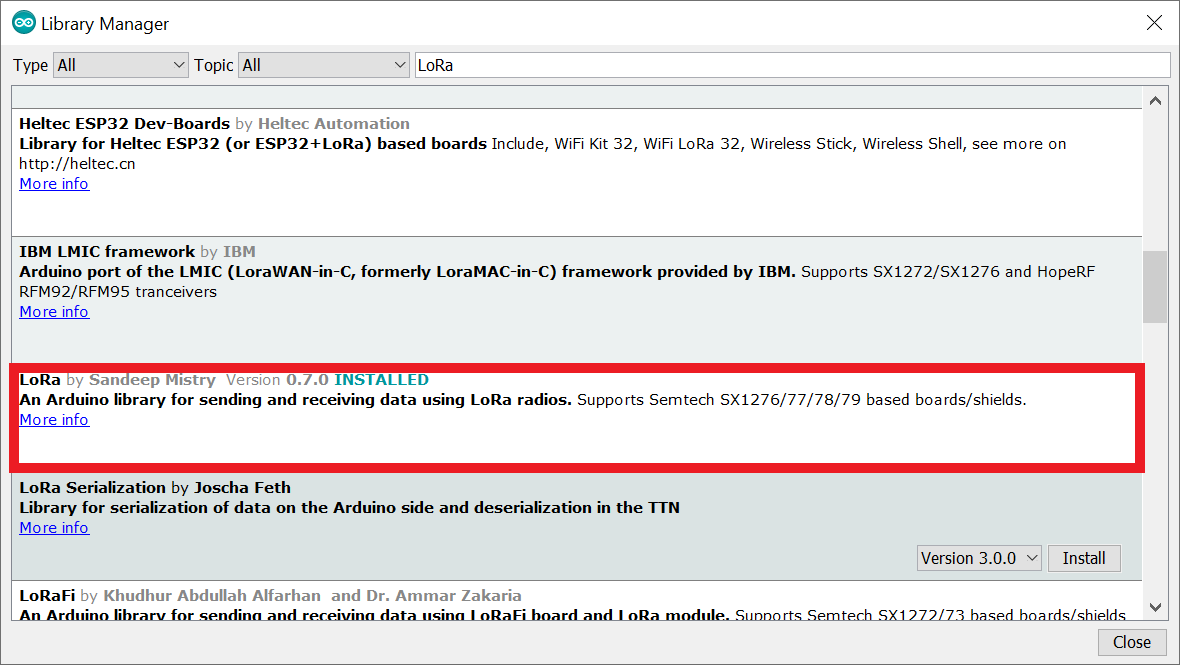 Library Manager
Type All Topic All LoRa
Heltec ESP32 Dev-Boards by Heltec Automation
Library for Heltec ESP32 (or ESP32+LoRa) based boards Include, WiFi Kit 32, WiFi LoRa 32, Wireless Stick, Wireless Shell, see more on
http://heltec.cn
More info
IBM LMIC framework by IBM
Arduino port of the LMIC (LoraWAN-in-C, formerly LoraMAC-in-C) framework provided by IBM. Supports SX1272/SX1276 and HopeRF
RFM92/RFM95 tranceivers
More info
LoRa by Sandeep Mistry Version 0.7.0 INSTALLED
An Arduino library for sending and receiving data using LoRa radios. Supports Semtech SX1276/77/78/79 based boards/shields.
More info
LoRa Serialization by Joscha Feth
Library for serialization of data on the Arduino side and deserialization in the TTN
More info
Version 3.0.0 Install
LoRaFi by Khudhur Abdullah Alfarhan and Dr. Ammar Zakaria
An Arduino library for sending and receiving data using LoRaFi board and LoRa module. Supports Semtech SX1272/73 based boards/shields
Close